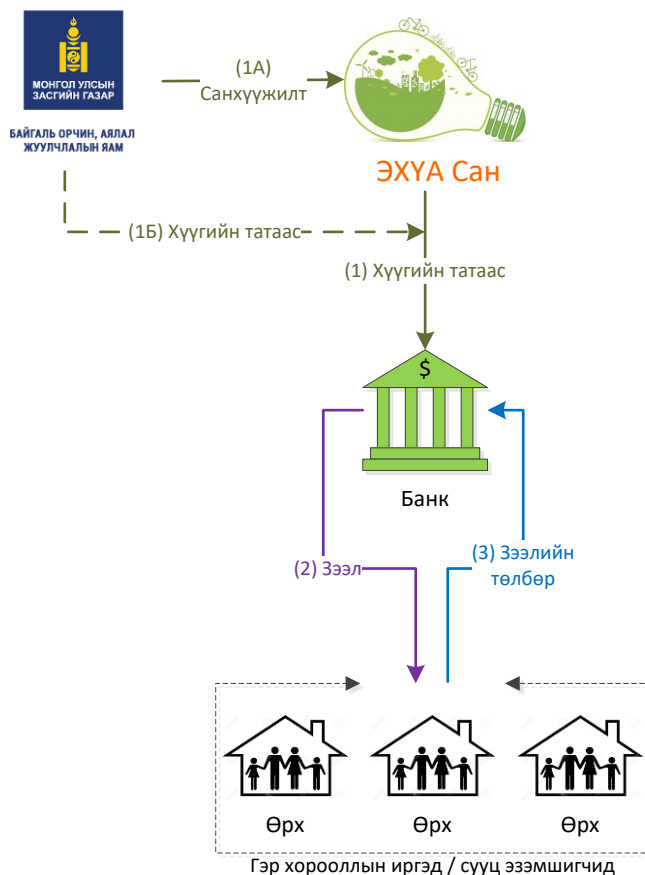 МОНГОЛ УЛСЫН
ЗАСГИЙН ГАЗАР
БАЙГАЛЬ ОРЧИН, АЯЛАЛ
ЖУУЛЧЛАЛЫН ЯАМ
(1А)
Санхүүжилт
ЭХҮА Сан
(1Б) Хүүгийн татаас
(1) Хүүгийн татаас
$
Банк
(2) Зээл
(3) Зээлийн
төлбөр
Өрх
Өрх
Өрх
Гэр хорооллын иргэд / сууц эзэмшигчид